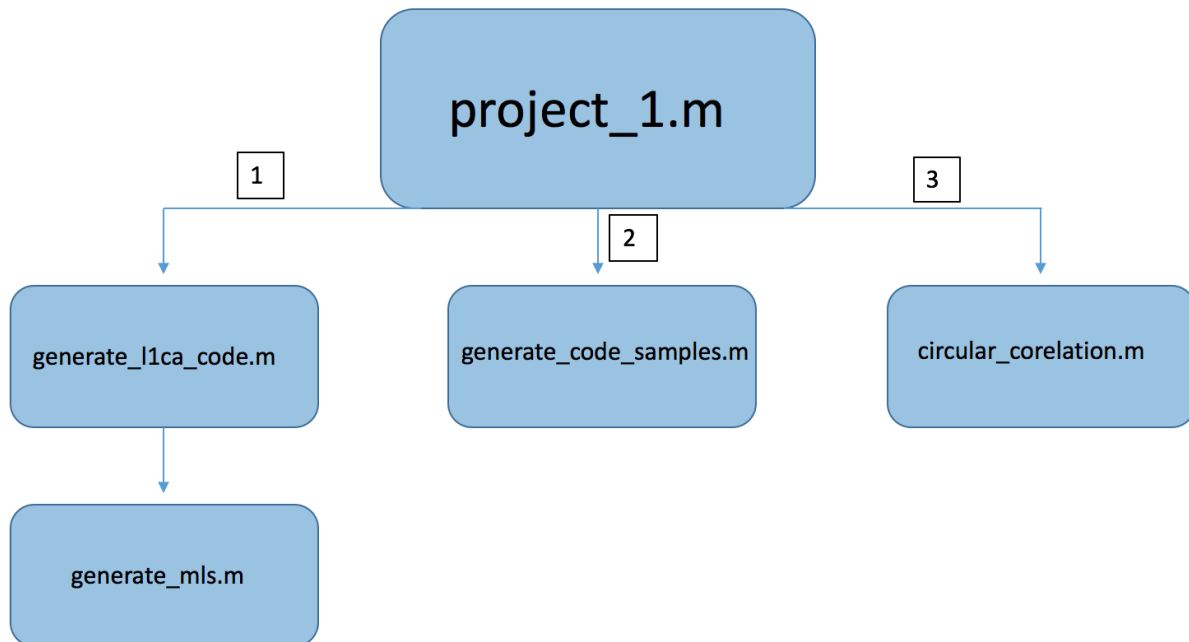 project_1.m
1
3
2
generate_l1ca_code.m
generate_code_samples.m
circular_corelation.m
generate_mls.m